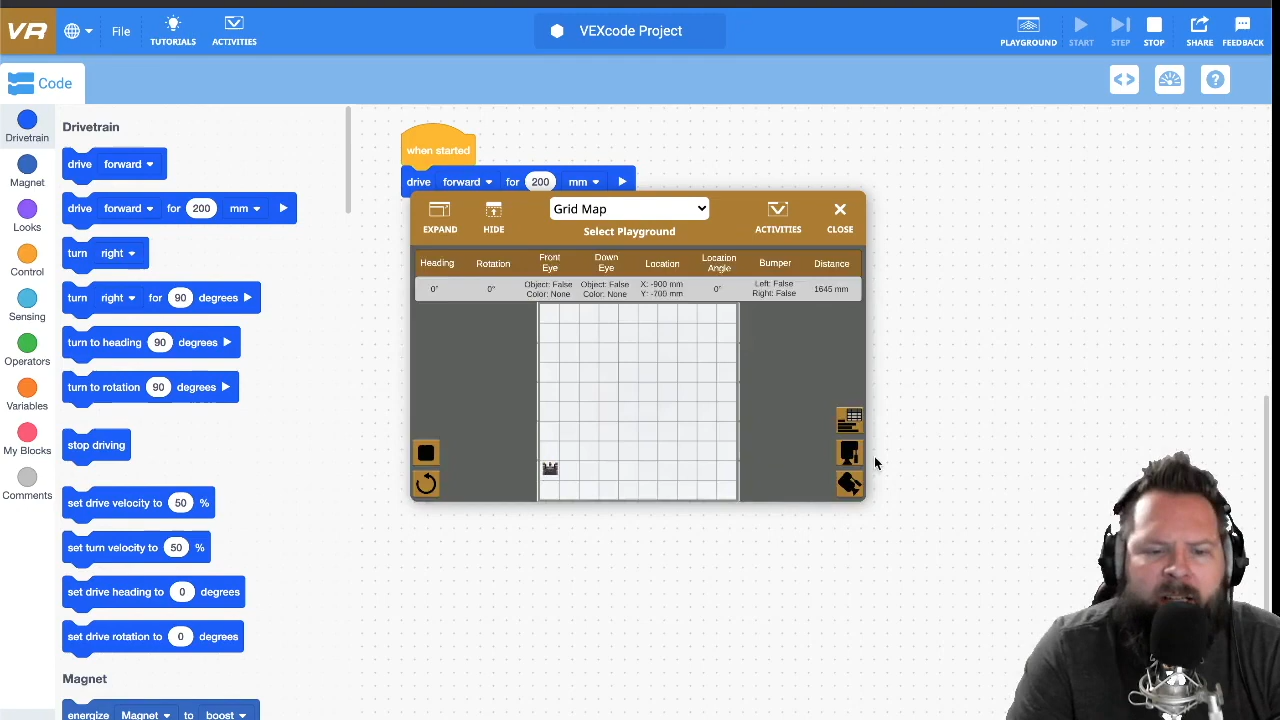 VR
File
TUTORIALS
ACTIVITIES
VEXcode Project
PLAYGROUND
START
STEP
STOP
SHARE
FEEDBACK
Code
Drivetrain
Magnet
Looks
Control
Sensing
Operators
Variables
My Blocks
Comments
Drivetrain
drive forward
drive forward for 200 mm
turn right
turn right for 90 degrees
turn to heading 90 degrees
turn to rotation 90 degrees
stop driving
set drive velocity to 50 %
set turn velocity to 50 %
set drive heading to 0 degrees
set drive rotation to 0 degrees
Magnet
energize Magnet to boost
when started
drive forward for 200 mm
EXPAND
HIDE
Grid Map
Select Playground
ACTIVITIES
CLOSE
Heading
Rotation
Front Eye
Down Eye
Location
Location Angle
Bumper
Distance
0°
0°
Object: False
Color: None
Object: False
Color: None
X: -900 mm
Y: -700 mm
0°
Left: False
Right: False
1645 mm